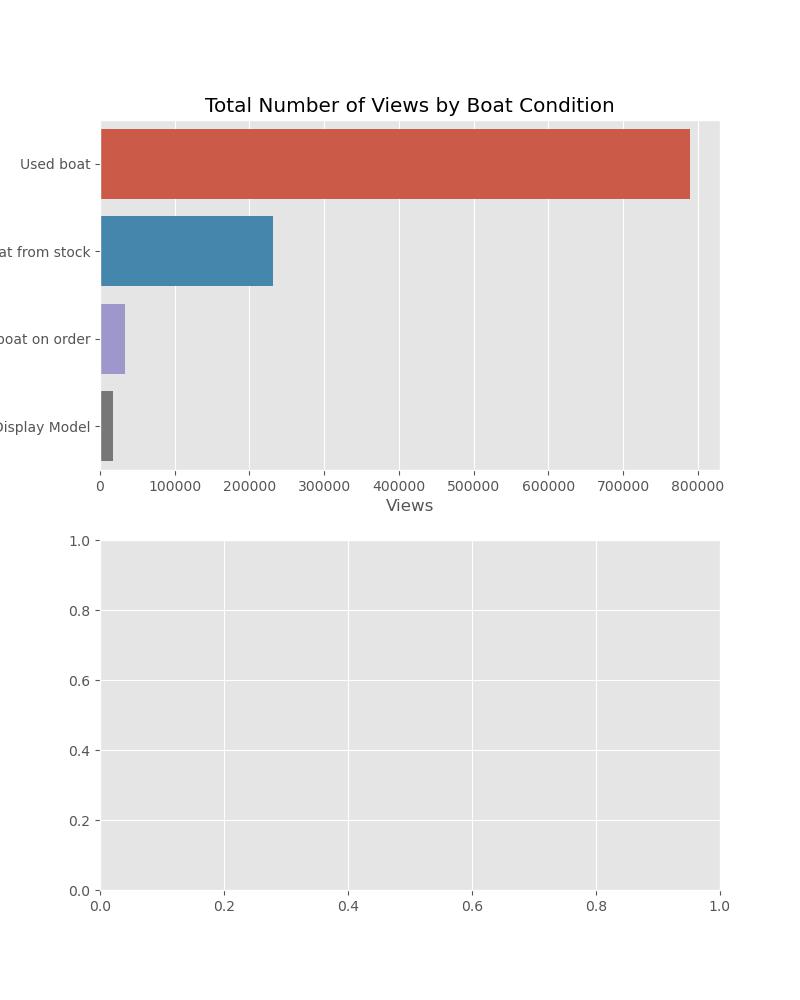 Total Number of Views by Boat Condition
Used boat
at from stock
boat on order
Display Model
0 100000 200000 300000 400000 500000 600000 700000 800000
Views
1.0
0.8
0.6
0.4
0.2
0.0
0.0 0.2 0.4 0.6 0.8 1.0